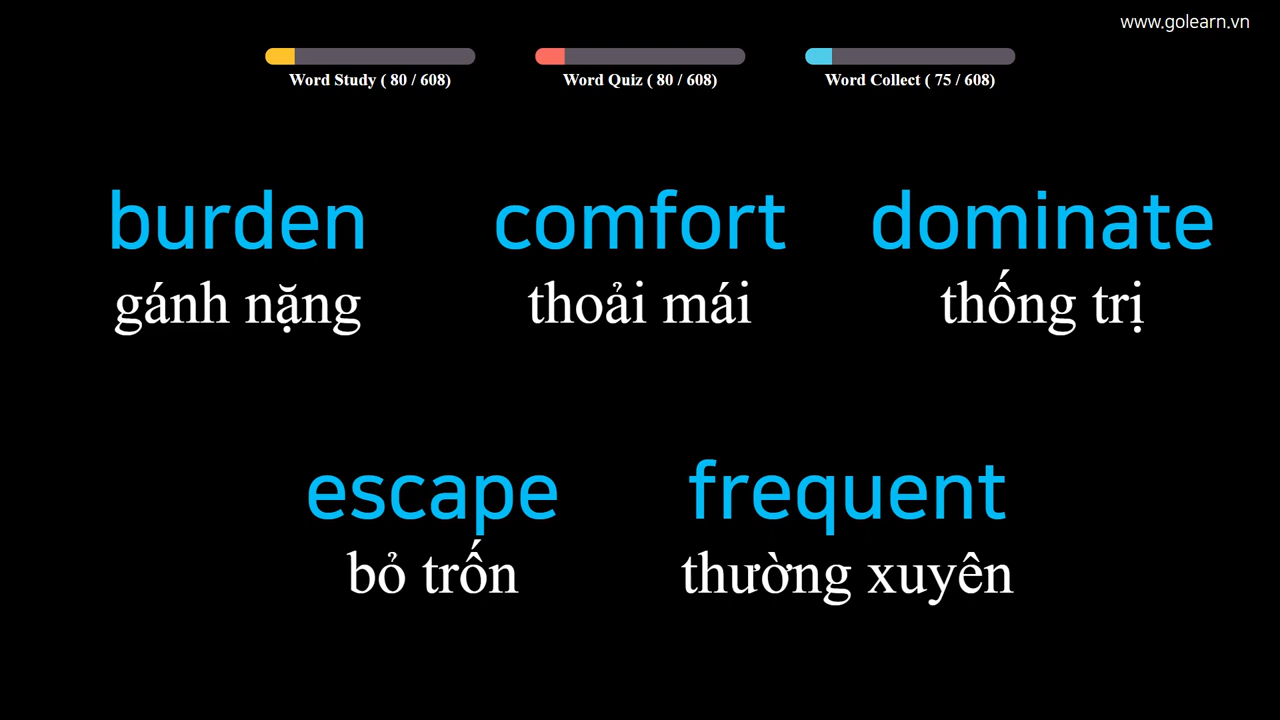 www.golearn.vn
Word Study ( 80 / 608)
Word Quiz ( 80 / 608)
Word Collect ( 75 / 608)
burden
gánh nặng
comfort
thoải mái
dominate
thống trị
escape
bỏ trốn
frequent
thường xuyên